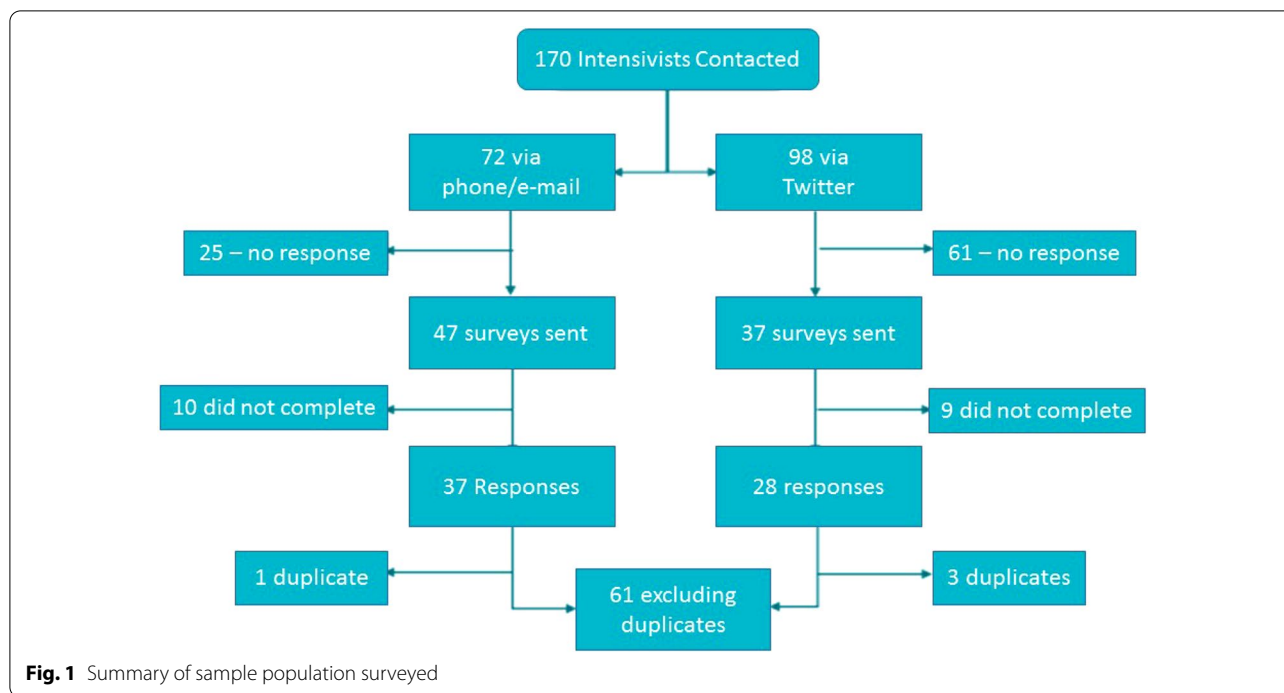 170 Intensivists Contacted
72 via
phone/e-mail
98 via
Twitter
25 – no response
61 – no response
47 surveys sent
37 surveys sent
10 did not complete
9 did not complete
37 Responses
28 responses
1 duplicate
61 excluding
duplicates
3 duplicates
Fig. 1 Summary of sample population surveyed